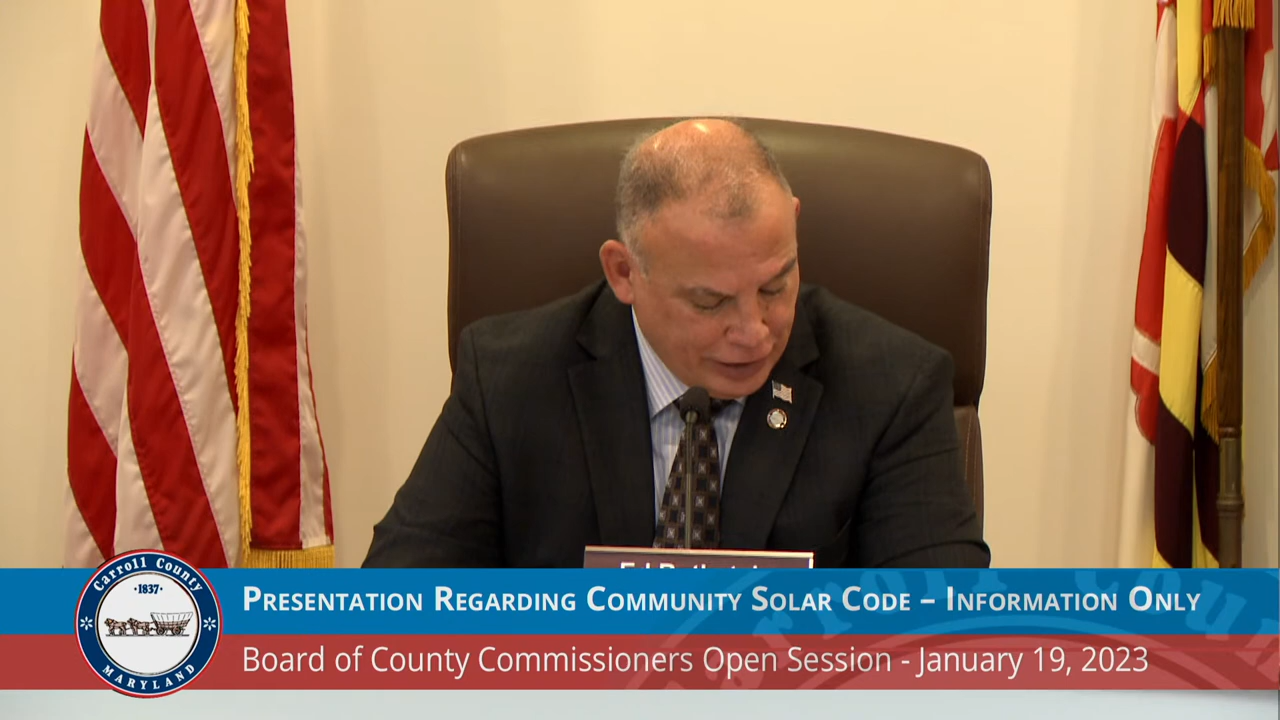 Carroll County
·1837·
MARYLAND
PRESENTATION REGARDING COMMUNITY SOLAR CODE – INFORMATION ONLY
Board of County Commissioners Open Session - January 19, 2023